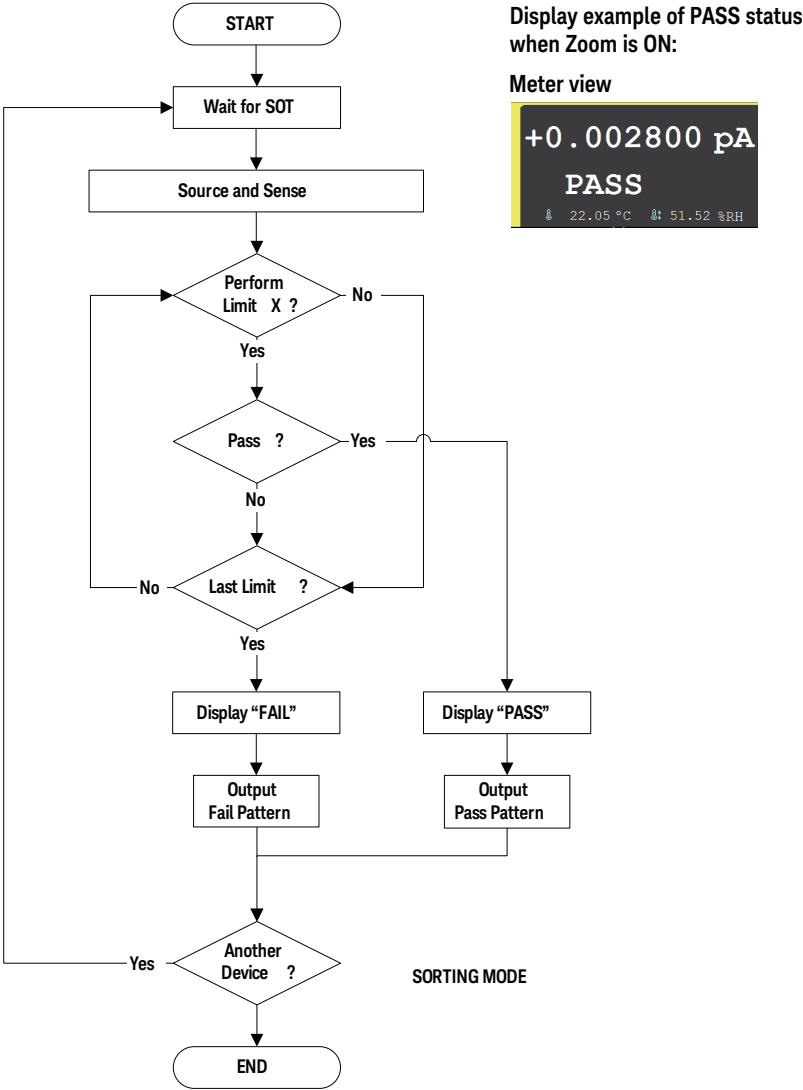 START
Wait for SOT
Source and Sense
Perform
Limit X ?
No
Yes
Pass ?
Yes
No
Last Limit ?
No
Yes
Display “FAIL”
Display “PASS”
Output
Fail Pattern
Output
Pass Pattern
Another
Device ?
Yes
SORTING MODE
END
Display example of PASS status
when Zoom is ON:
Meter view
+0.002800 pA
PASS
22.05 °C 51.52 %RH